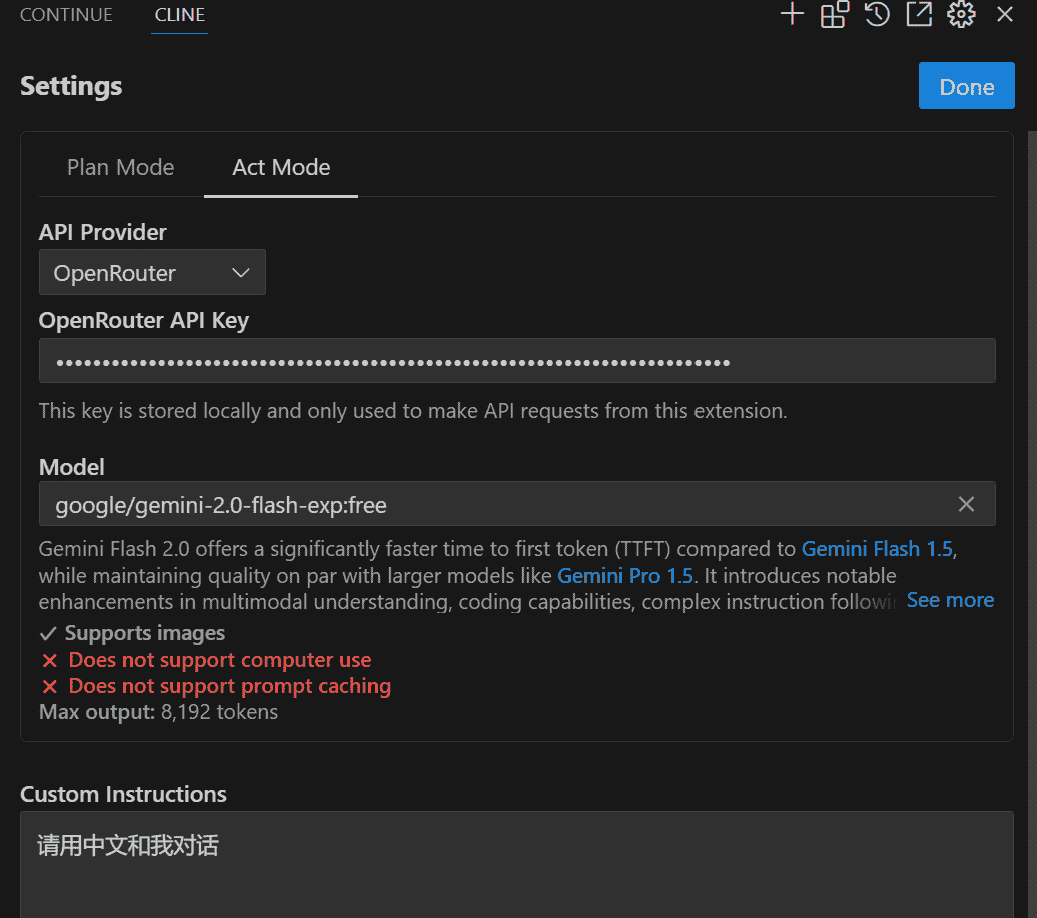 CONTINUE CLINE
Settings
Done
Plan Mode Act Mode
API Provider
OpenRouter
OpenRouter API Key
••••••••••••••••••••••••••••••••••••••••••••••••••••••••••••••••••••••••
This key is stored locally and only used to make API requests from this extension.
Model
google/gemini-2.0-flash-exp:free
Gemini Flash 2.0 offers a significantly faster time to first token (TTFT) compared to Gemini Flash 1.5,
while maintaining quality on par with larger models like Gemini Pro 1.5. It introduces notable
enhancements in multimodal understanding, coding capabilities, complex instruction followin See more
Supports images
Does not support computer use
Does not support prompt caching
Max output: 8,192 tokens
Custom Instructions
请用中文和我对话